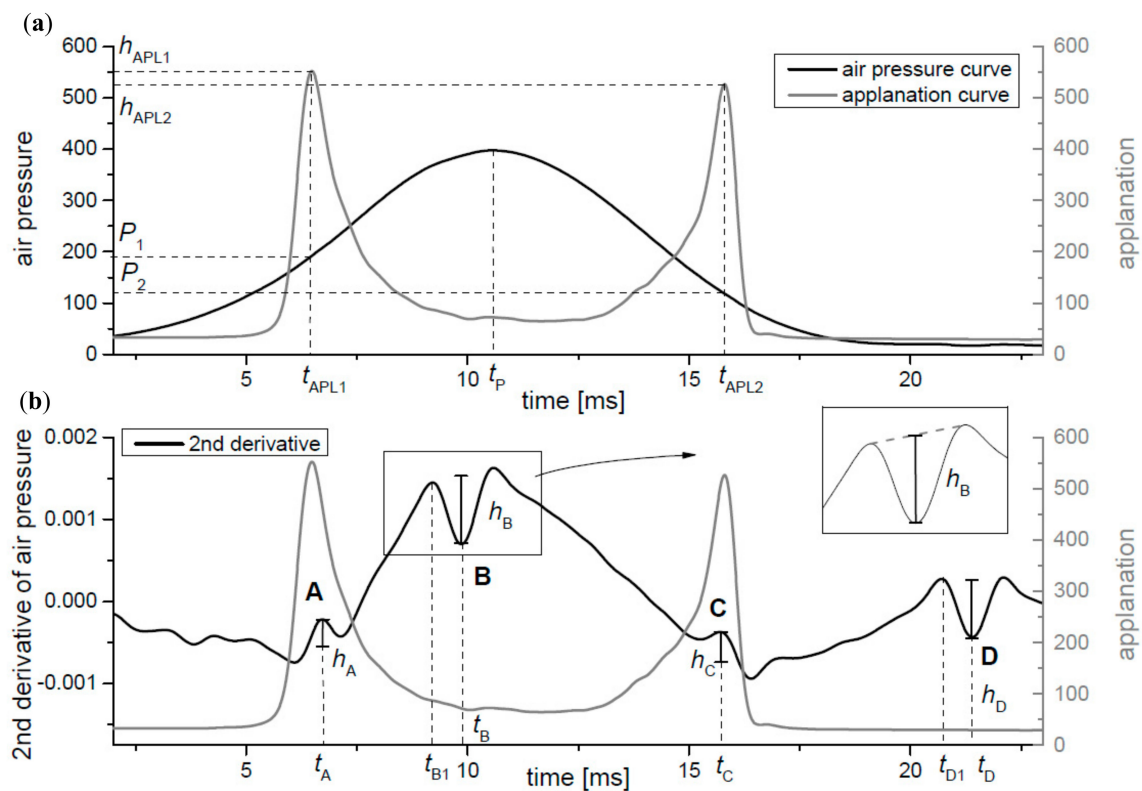 (a)
600
500
400
300
200
100
0
air pressure
h_APL1
h_APL2
P_1
P_2
air pressure curve
applanation curve
600
500
400
300
200
100
0
applanation
5
10
15
20
t_APL1
t_P
t_APL2
time [ms]
(b)
0.002
0.001
0.000
-0.001
2nd derivative of air pressure
2nd derivative
A
h_A
B
h_B
h_B
C
h_C
D
h_D
600
500
400
300
200
100
0
applanation
5
10
15
20
t_A
t_B1
t_B
t_C
t_D1
t_D
time [ms]